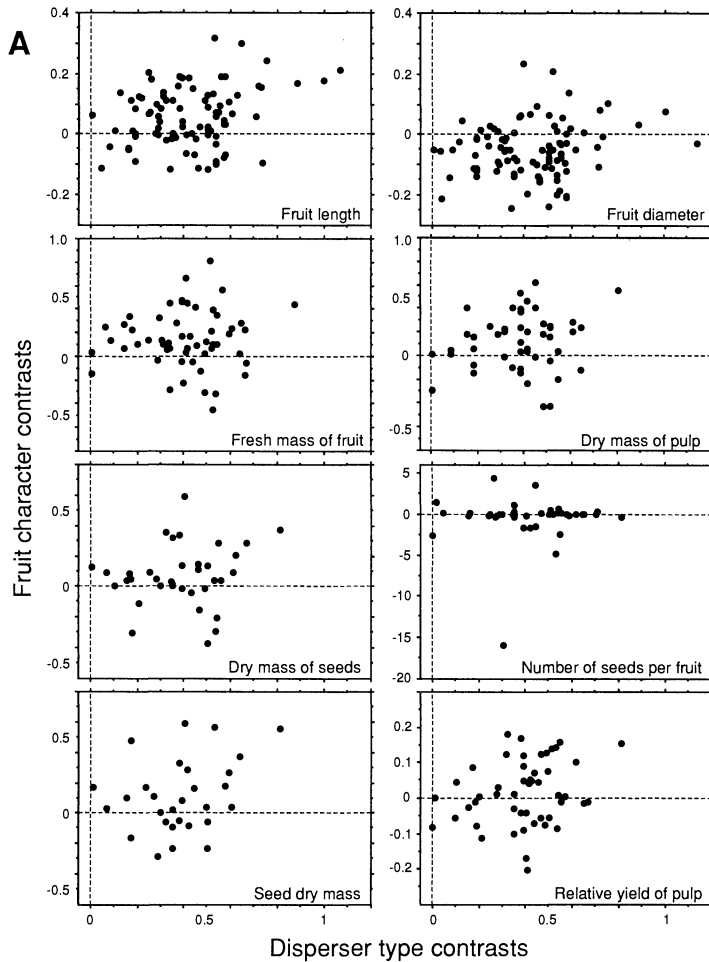 A
0.4
0.2
0
-0.2
Fruit length
0.4
0.2
0
-0.2
Fruit diameter
1.0
0.5
0
-0.5
Fresh mass of fruit
1.0
0.5
0
-0.5
Dry mass of pulp
0.5
0
-0.5
Dry mass of seeds
5
0
-5
-10
-15
-20
Number of seeds per fruit
0.5
0
-0.5
Seed dry mass
0.2
0.1
0
-0.1
-0.2
Relative yield of pulp
0 0.5 1
0 0.5 1
Fruit character contrasts
Disperser type contrasts